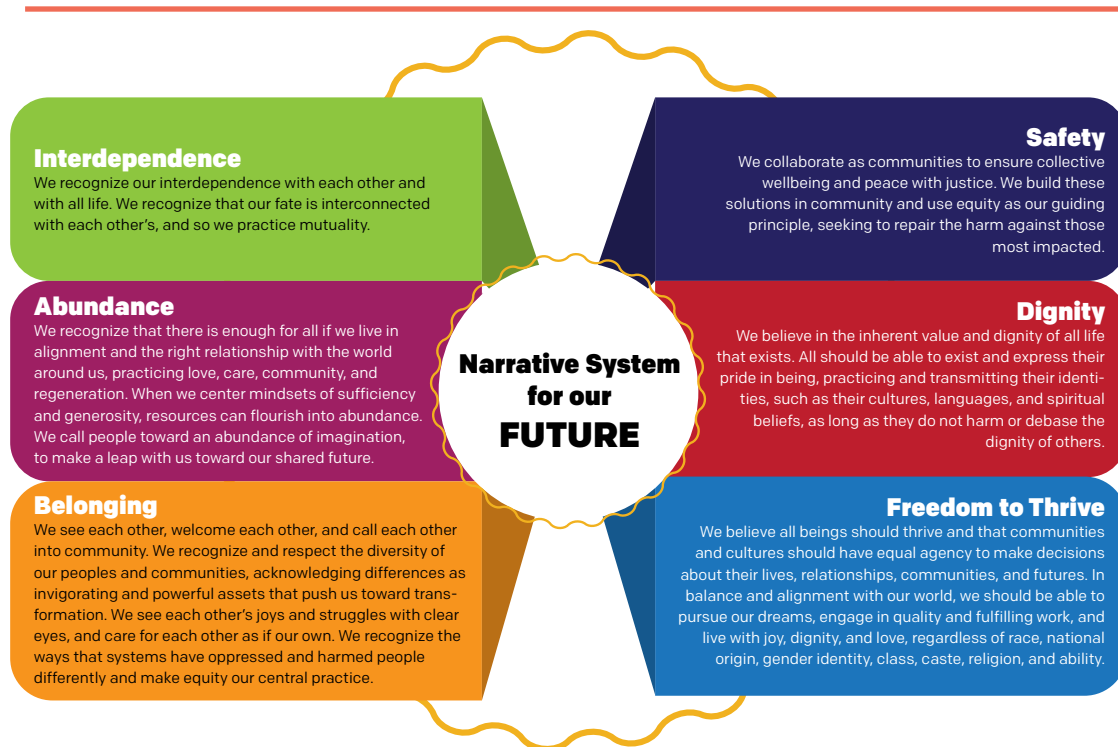 Interdependence
We recognize our interdependence with each other and
with all life. We recognize that our fate is interconnected
with each other's, and so we practice mutuality.
Abundance
We recognize that there is enough for all if we live in
alignment and the right relationship with the world
around us, practicing love, care, community, and
regeneration. When we center mindsets of sufficiency
and generosity, resources can flourish into abundance.
We call people toward an abundance of imagination,
to make a leap with us toward our shared future.
Belonging
We see each other, welcome each other, and call each other
into community. We recognize and respect the diversity of
our peoples and communities, acknowledging differences as
invigorating and powerful assets that push us toward trans-
formation. We see each other's joys and struggles with clear
eyes, and care for each other as if our own. We recognize the
ways that systems have oppressed and harmed people
differently and make equity our central practice.
Narrative System
for our
FUTURE
Safety
We collaborate as communities to ensure collective
wellbeing and peace with justice. We build these
solutions in community and use equity as our guiding
principle, seeking to repair the harm against those
most impacted.
Dignity
We believe in the inherent value and dignity of all life
that exists. All should be able to exist and express their
pride in being, practicing and transmitting their identi-
ties, such as their cultures, languages, and spiritual
beliefs, as long as they do not harm or debase the
dignity of others.
Freedom to Thrive
We believe all beings should thrive and that communities
and cultures should have equal agency to make decisions
about their lives, relationships, communities, and futures. In
balance and alignment with our world, we should be able to
pursue our dreams, engage in quality and fulfilling work, and
live with joy, dignity, and love, regardless of race, national
origin, gender identity, class, caste, religion, and ability.